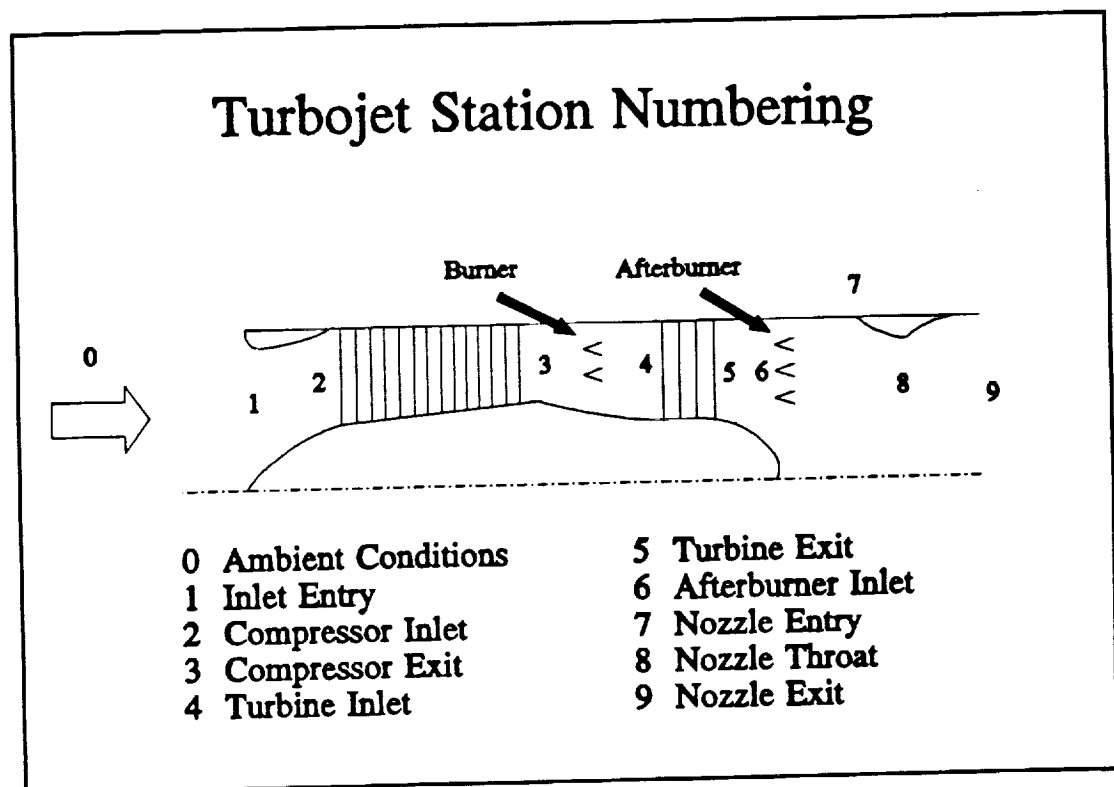 Turbojet Station Numbering
Burner
Afterburner
7
0
1
2
3
<
<
4
5
6
<
<
<
8
9
0 Ambient Conditions
1 Inlet Entry
2 Compressor Inlet
3 Compressor Exit
4 Turbine Inlet
5 Turbine Exit
6 Afterburner Inlet
7 Nozzle Entry
8 Nozzle Throat
9 Nozzle Exit